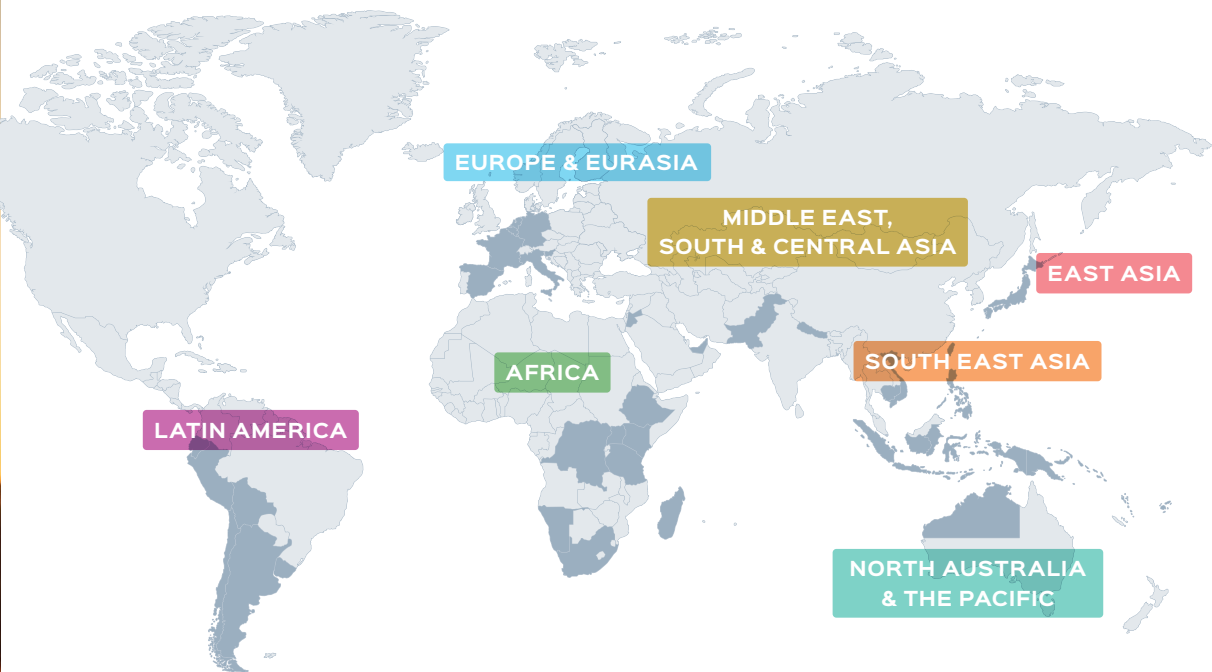 EUROPE & EURASIA
MIDDLE EAST,
SOUTH & CENTRAL ASIA
EAST ASIA
SOUTH EAST ASIA
AFRICA
LATIN AMERICA
NORTH AUSTRALIA
& THE PACIFIC